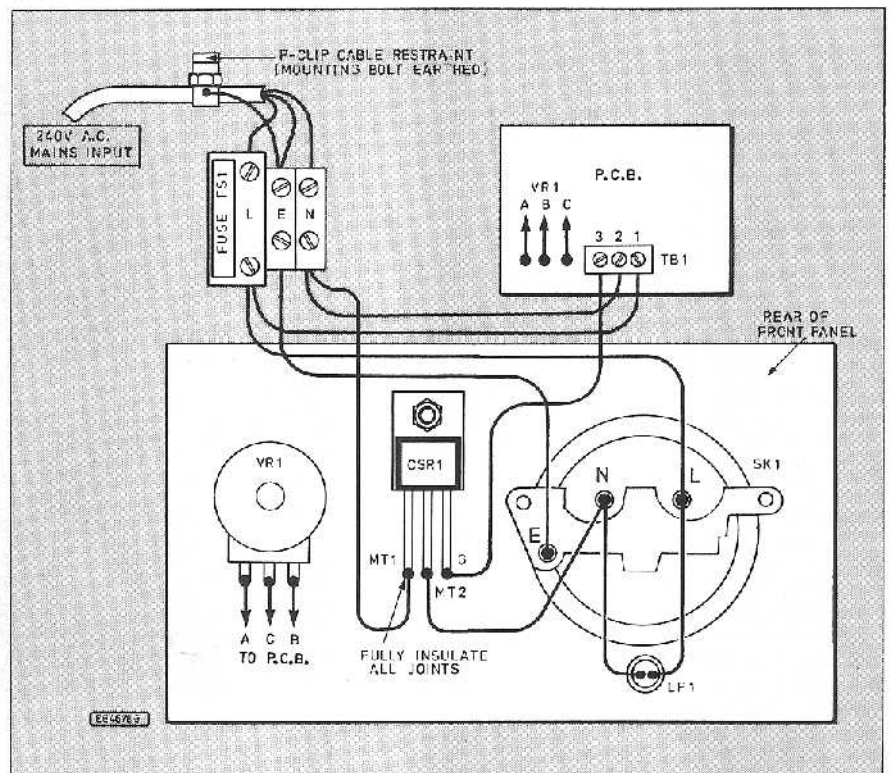 P-CLIP CABLE RESTRAINT
(MOUNTING BOLT EARTHED)
240V A.C.
MAINS INPUT
FUSE FS1
L
E
N
P.C.B.
VR1
A B C
3 2 1
TB1
REAR OF
FRONT PANEL
VR1
CSR1
N
L
SK1
E
MT1
G
MT2
A C B
TO P.C.B.
FULLY INSULATE
ALL JOINTS
LP1